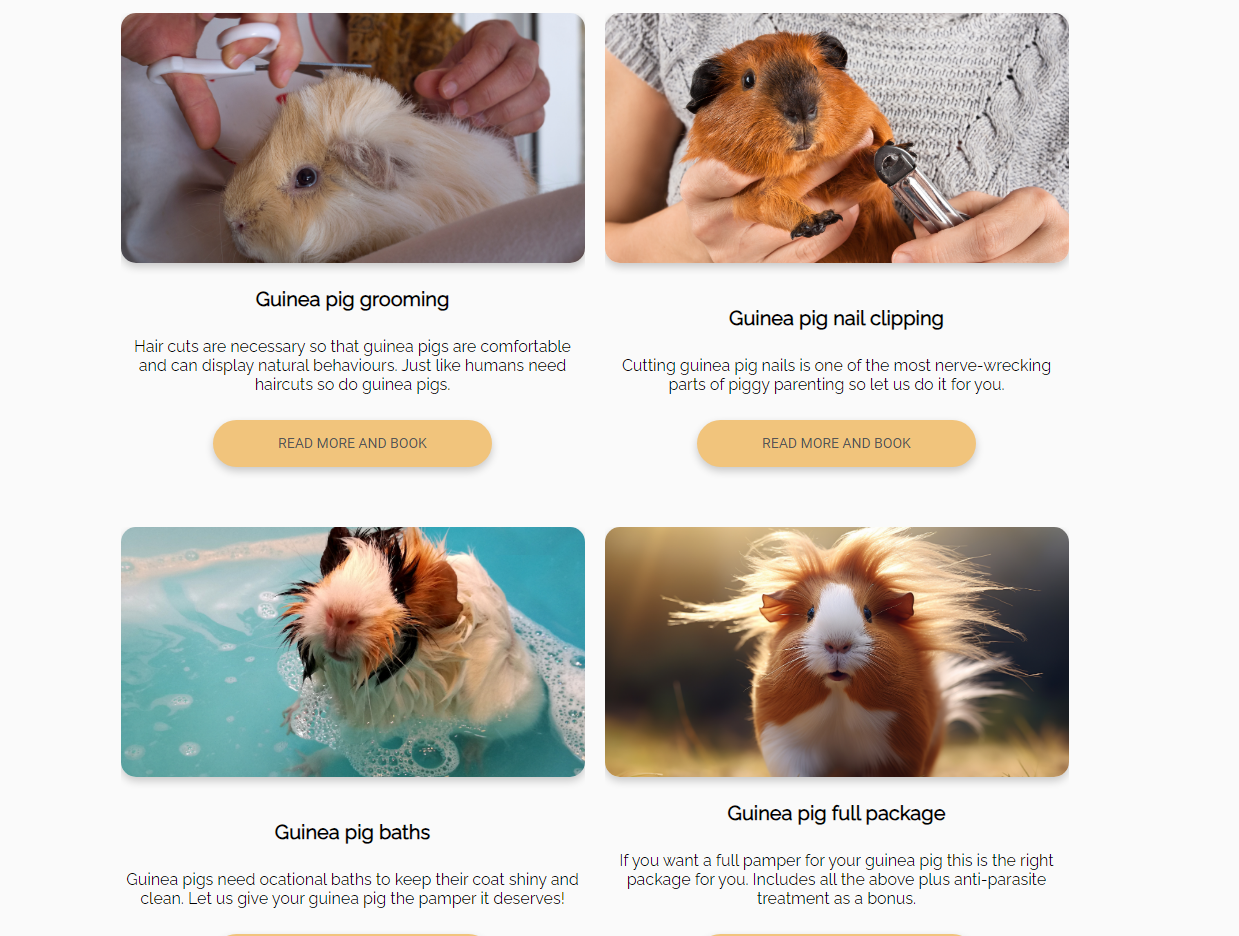 Guinea pig grooming
Hair cuts are necessary so that guinea pigs are comfortable
and can display natural behaviours. Just like humans need
haircuts so do guinea pigs.
READ MORE AND BOOK
Guinea pig nail clipping
Cutting guinea pig nails is one of the most nerve-wrecking
parts of piggy parenting so let us do it for you.
READ MORE AND BOOK
Guinea pig baths
Guinea pigs need ocational baths to keep their coat shiny and
clean. Let us give your guinea pig the pamper it deserves!
Guinea pig full package
If you want a full pamper for your guinea pig this is the right
package for you. Includes all the above plus anti-parasite
treatment as a bonus.